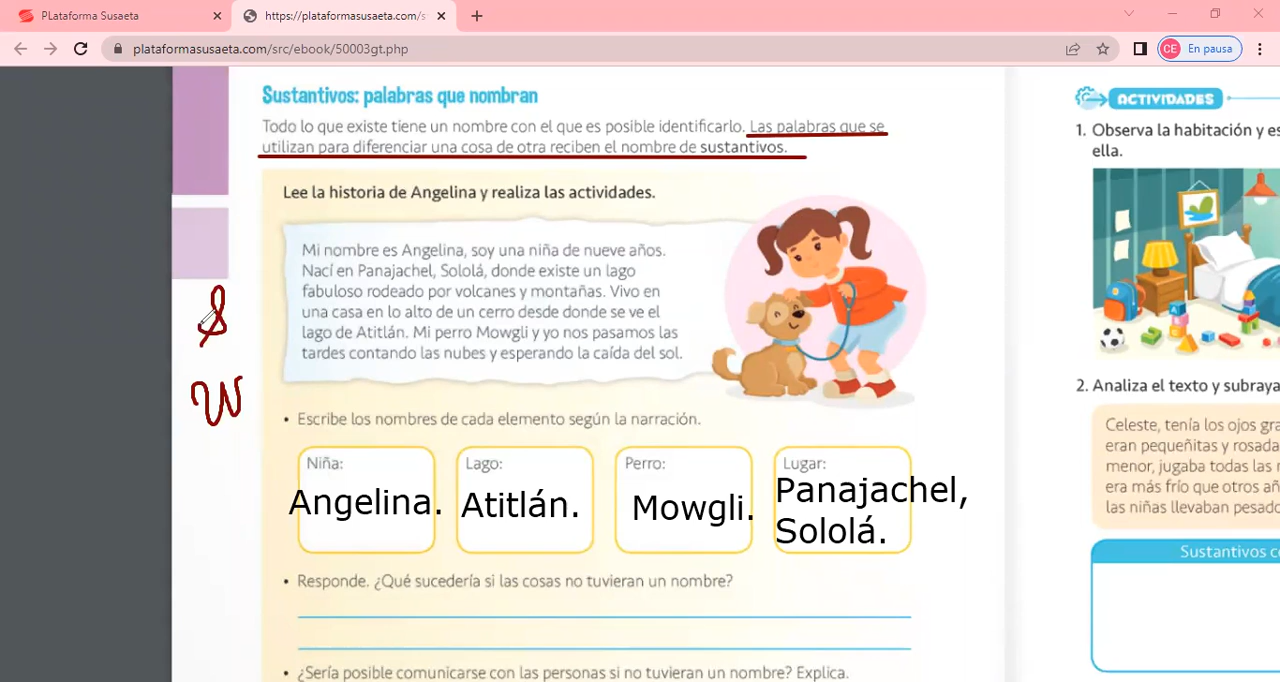 PLataforma Susaeta
https://plataformasusaeta.com/s
plataformasusaeta.com/src/ebook/50003gt.php
CE
En pausa
Sustantivos: palabras que nombran
Todo lo que existe tiene un nombre con el que es posible identificarlo. Las palabras que se
utilizan para diferenciar una cosa de otra reciben el nombre de sustantivos.
Lee la historia de Angelina y realiza las actividades.
Mi nombre es Angelina, soy una niña de nueve años.
Nací en Panajachel, Sololá, donde existe un lago
fabuloso rodeado por volcanes y montañas. Vivo en
una casa en lo alto de un cerro desde donde se ve el
lago de Atitlán. Mi perro Mowgli y yo nos pasamos las
tardes contando las nubes y esperando la caída del sol.
W
• Escribe los nombres de cada elemento según la narración.
Niña:
Angelina.
Lago:
Atitlán.
Perro:
Mowgli.
Lugar:
Panajachel,
Sololá.
• Responde. ¿Qué sucedería si las cosas no tuvieran un nombre?
• ¿Sería posible comunicarse con las personas si no tuvieran un nombre? Explica.
ACTIVIDADES
1. Observa la habitación y es
ella.
2. Analiza el texto y subraya
Celeste, tenía los ojos gra
eran pequeñitas y rosada
menor, jugaba todas las
era más frío que otros añ
las niñas llevaban pesado
Sustantivos c